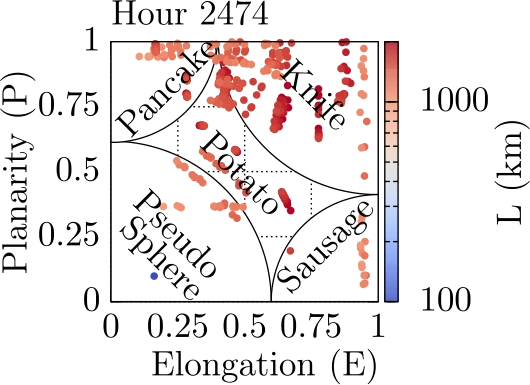 Hour 2474
1
0.75
0.5
0.25
0
Planarity (P)
Pancake
Knife
Potato
Pseudo
Sphere
Sausage
0 0.25 0.5 0.75 1
Elongation (E)
1000
100
L (km)